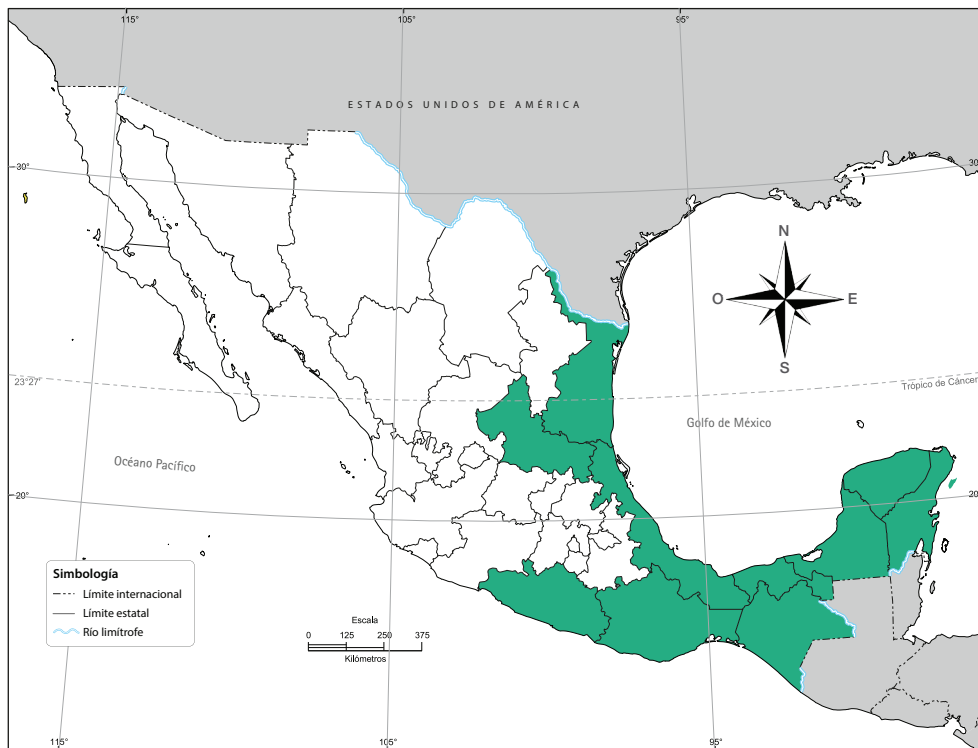 115°
105°
95°
ESTADOS UNIDOS DE AMÉRICA
30°
30°
N
O
E
S
23°27'
Trópico de Cáncer
Golfo de México
Océano Pacífico
20°
20°
Simbología
Límite internacional
Límite estatal
Río limítrofe
Escala
0 125 250 375
Kilómetros
115°
105°
95°